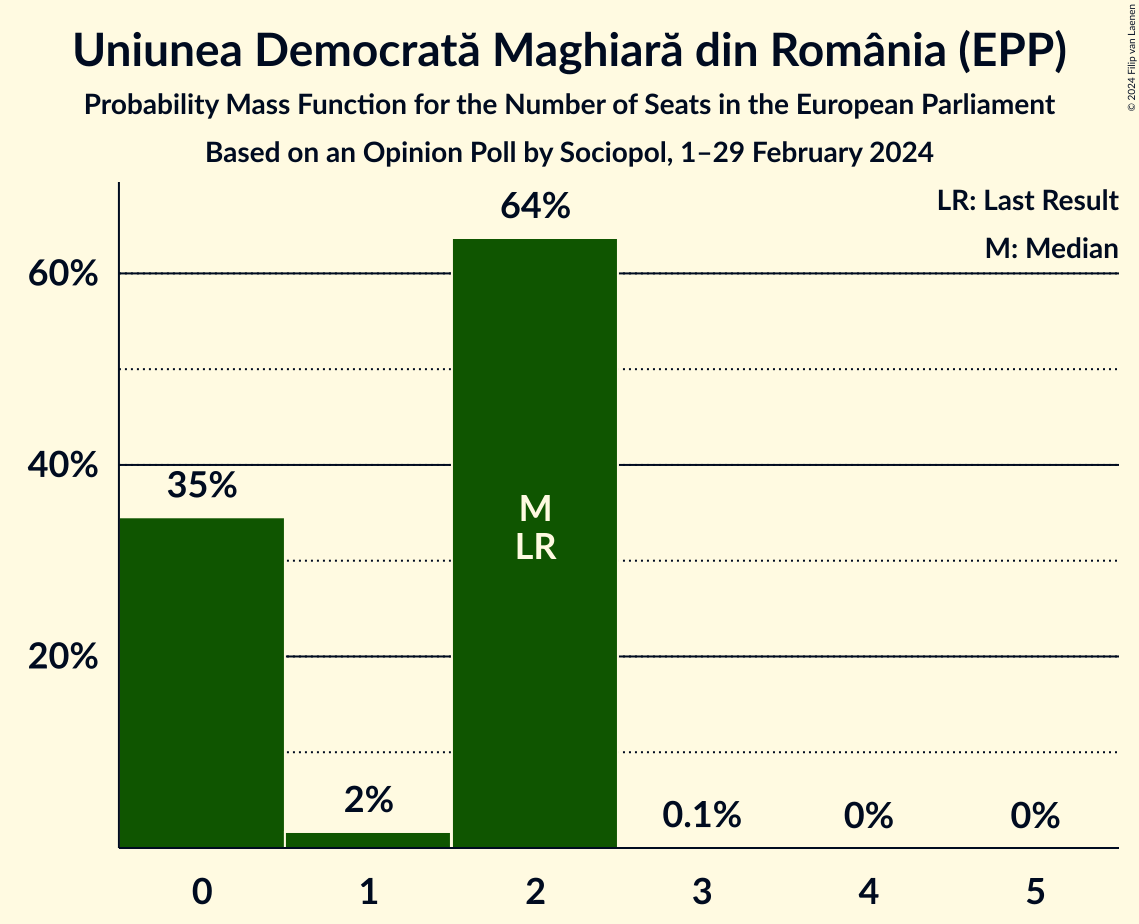 Uniunea Democrată Maghiară din România (EPP)
Probability Mass Function for the Number of Seats in the European Parliament
Based on an Opinion Poll by Sociopol, 1–29 February 2024
© 2024 Filip van Laenen
LR: Last Result
M: Median
64%
60%
40%
35%
M
LR
20%
2%
0.1%
0%
0%
0
1
2
3
4
5